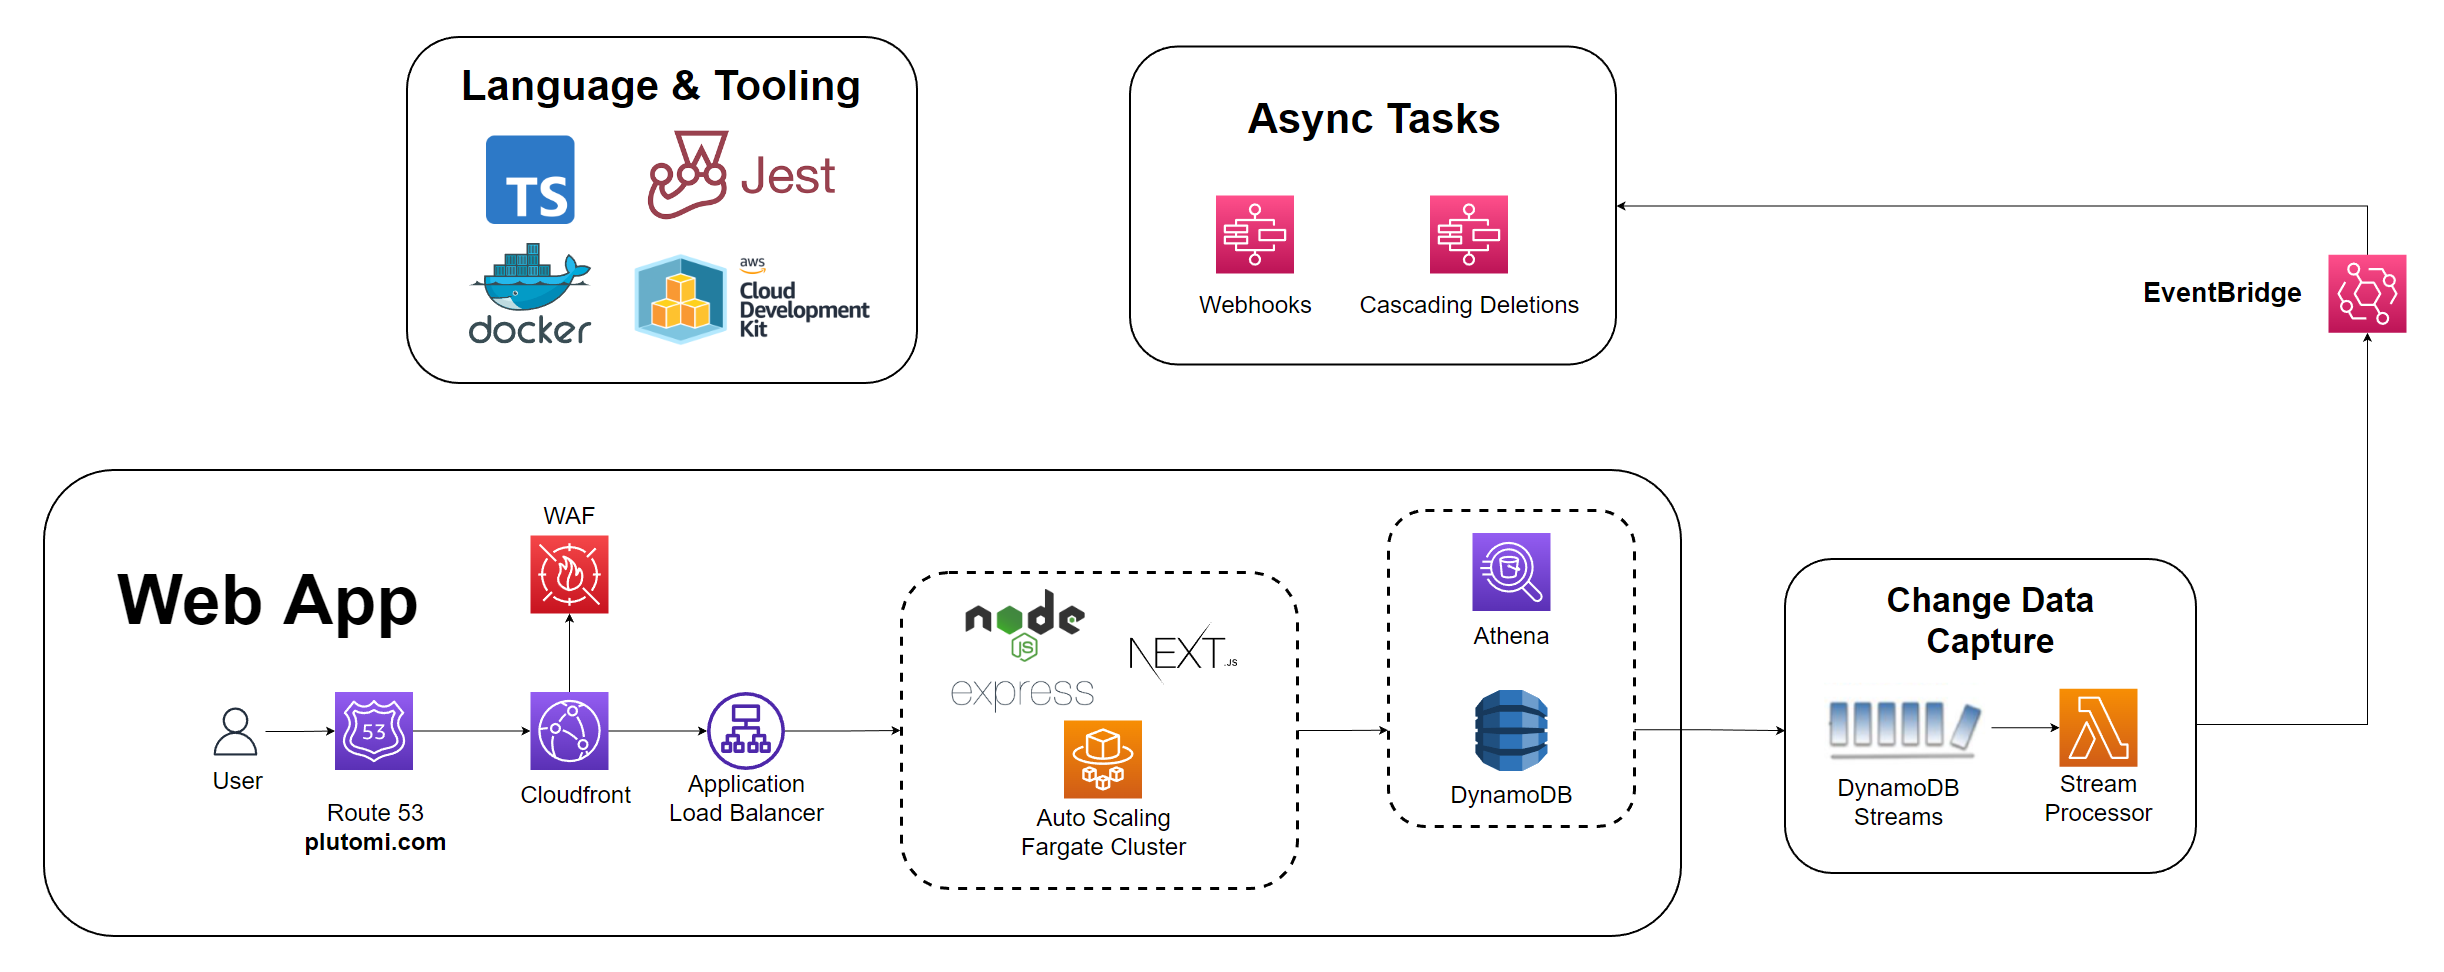 Language & Tooling
TS
Jest
docker
aws
Cloud
Development
Kit
Async Tasks
Webhooks
Cascading Deletions
EventBridge
Web App
WAF
User
53
Route 53
plutomi.com
Cloudfront
Application
Load Balancer
node
JS
express
NEXT.JS
Auto Scaling
Fargate Cluster
Athena
DynamoDB
Change Data
Capture
DynamoDB
Streams
Stream
Processor